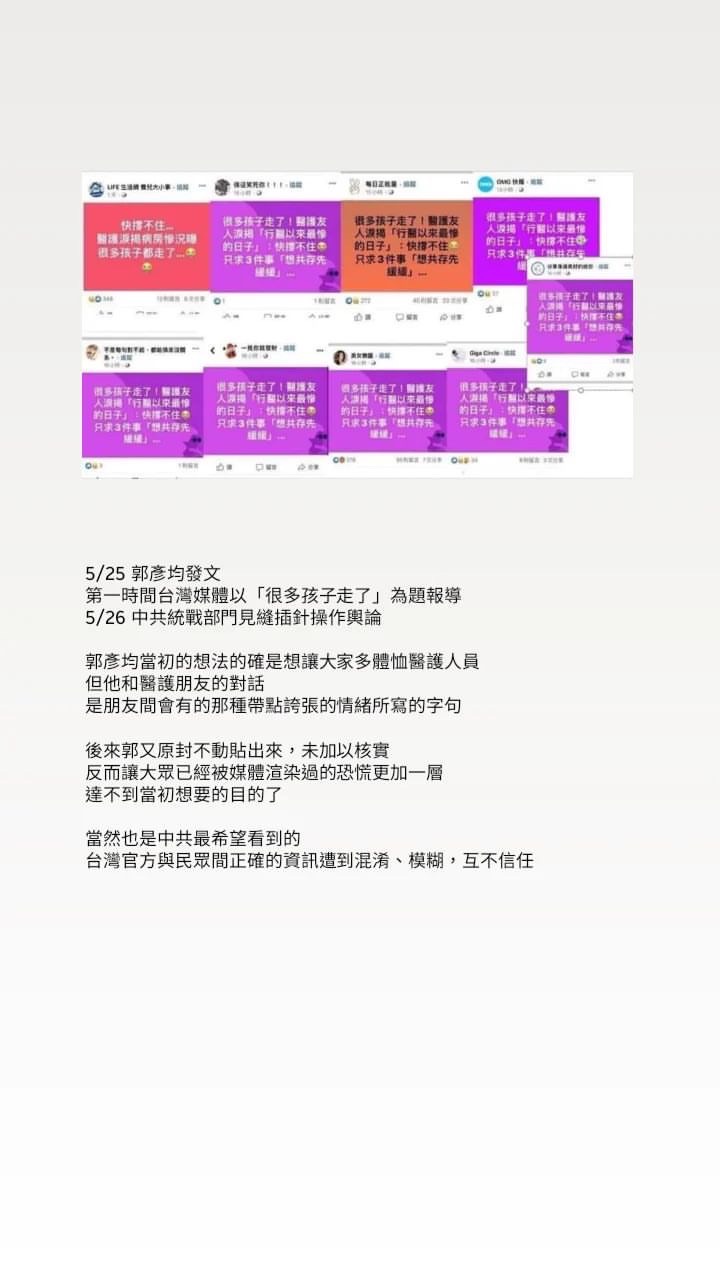 LIFE 生活網 養兒大小事・追蹤
快撐不住...
醫護淚揭病房慘況曝
很多孩子都走了...
每日正能量・追蹤
很多孩子走了！醫護友
人淚揭「行醫以來最慘
的日子」：快撐不住
只求3件事「想共存先
緩緩」...
很多孩子走了！醫護友
人淚揭「行醫以來最慘
的日子」：快撐不住
只求3件事「想共存先
緩緩」...
OMG 快報・追蹤
很多孩子走了！醫護友
人淚揭「行醫以來最慘
的日子」：快撐不住
只求3件事
緩緩」...
很多孩子走了！醫護友
人淚揭「行醫以來最慘
的日子」：快撐不住
只求3件事「想共存先
緩緩」...
很多孩子走了！醫護友
人淚揭「行醫以來最慘
的日子」：快撐不住
只求3件事「想共存先
緩緩」...
很多孩子走了！醫護友
人淚揭「行醫以來最慘
的日子」：快撐不住
只求3件事「想共存先
緩緩」...
很多孩子走了！醫護友
人淚揭「行醫以來最慘
的日子」：快撐不住
只求3件事「想共存先
緩緩」...
Giga Circle・追蹤
很多孩子走了！
人淚揭「行醫以來最慘
的日子」：快撐不住
只求3件事「想共存先
緩緩」...
5/25 郭彥均發文
第一時間台灣媒體以「很多孩子走了」為題報導
5/26 中共統戰部門見縫插針操作輿論
郭彥均當初的想法的確是想讓大家多體恤醫護人員
但他和醫護朋友的對話
是朋友間會有的那種帶點誇張的情緒所寫的字句
後來郭又原封不動貼出來，未加以核實
反而讓大眾已經被媒體渲染過的恐慌更加一層
達不到當初想要的目的了
當然也是中共最希望看到的
台灣官方與民眾間正確的資訊遭到混淆、模糊，互不信任